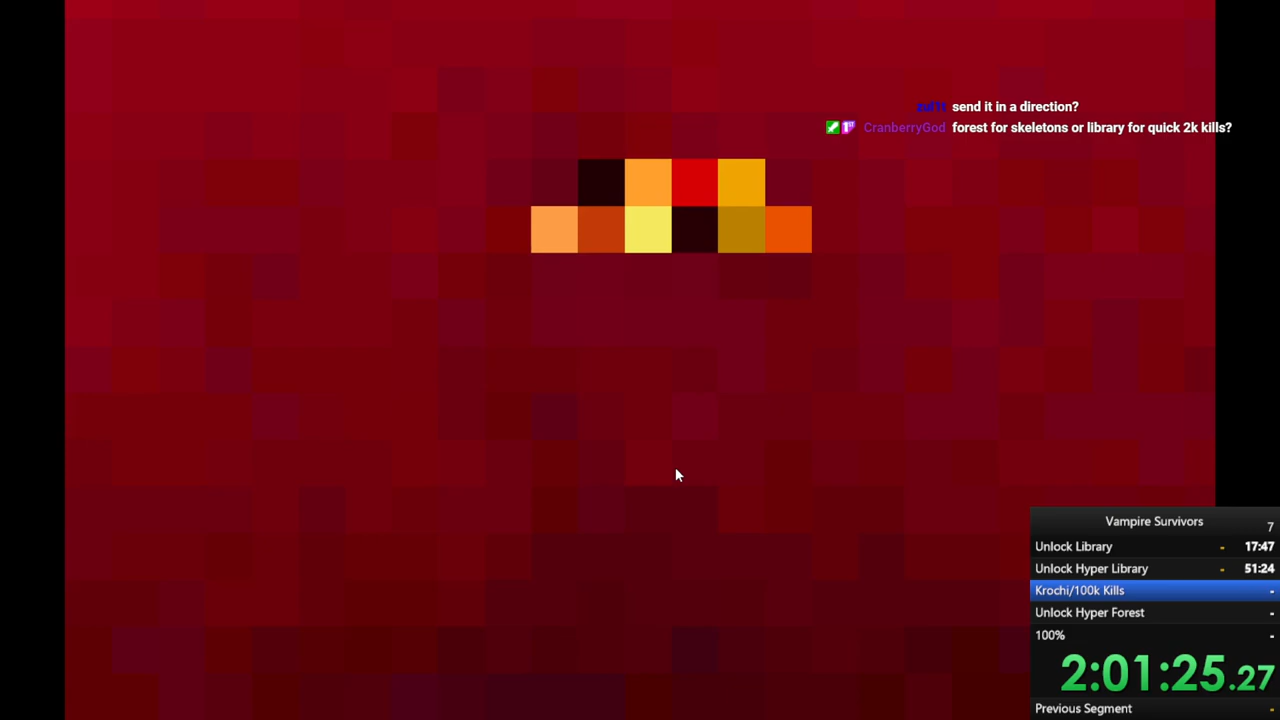 zul1s send it in a direction?
CranberryGod forest for skeletons or library for quick 2k kills?
Vampire Survivors 7
Unlock Library - 17:47
Unlock Hyper Library - 51:24
Krochi/100k Kills -
Unlock Hyper Forest -
100% -
2:01:25.27
Previous Segment -